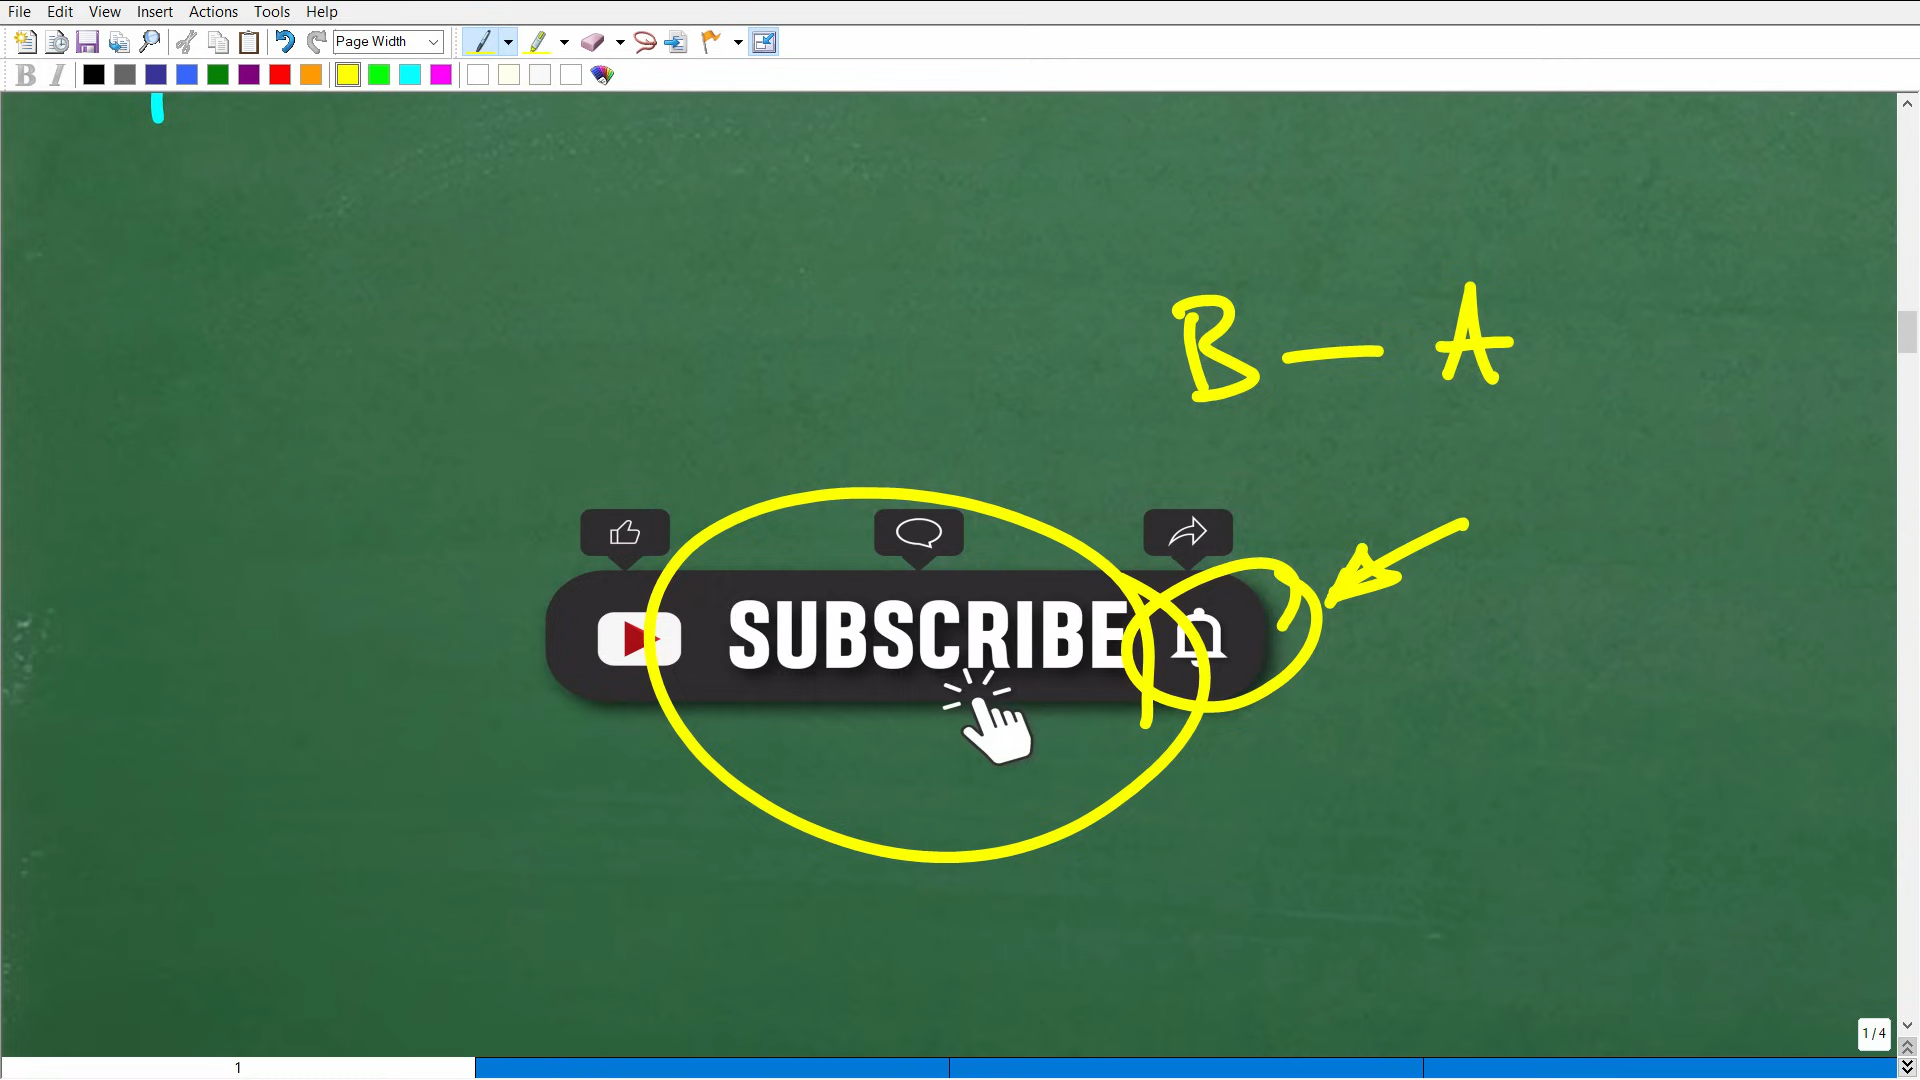 File Edit View Insert Actions Tools Help
Page Width
B I
B — A
SUBSCRIBE
1 / 4
1